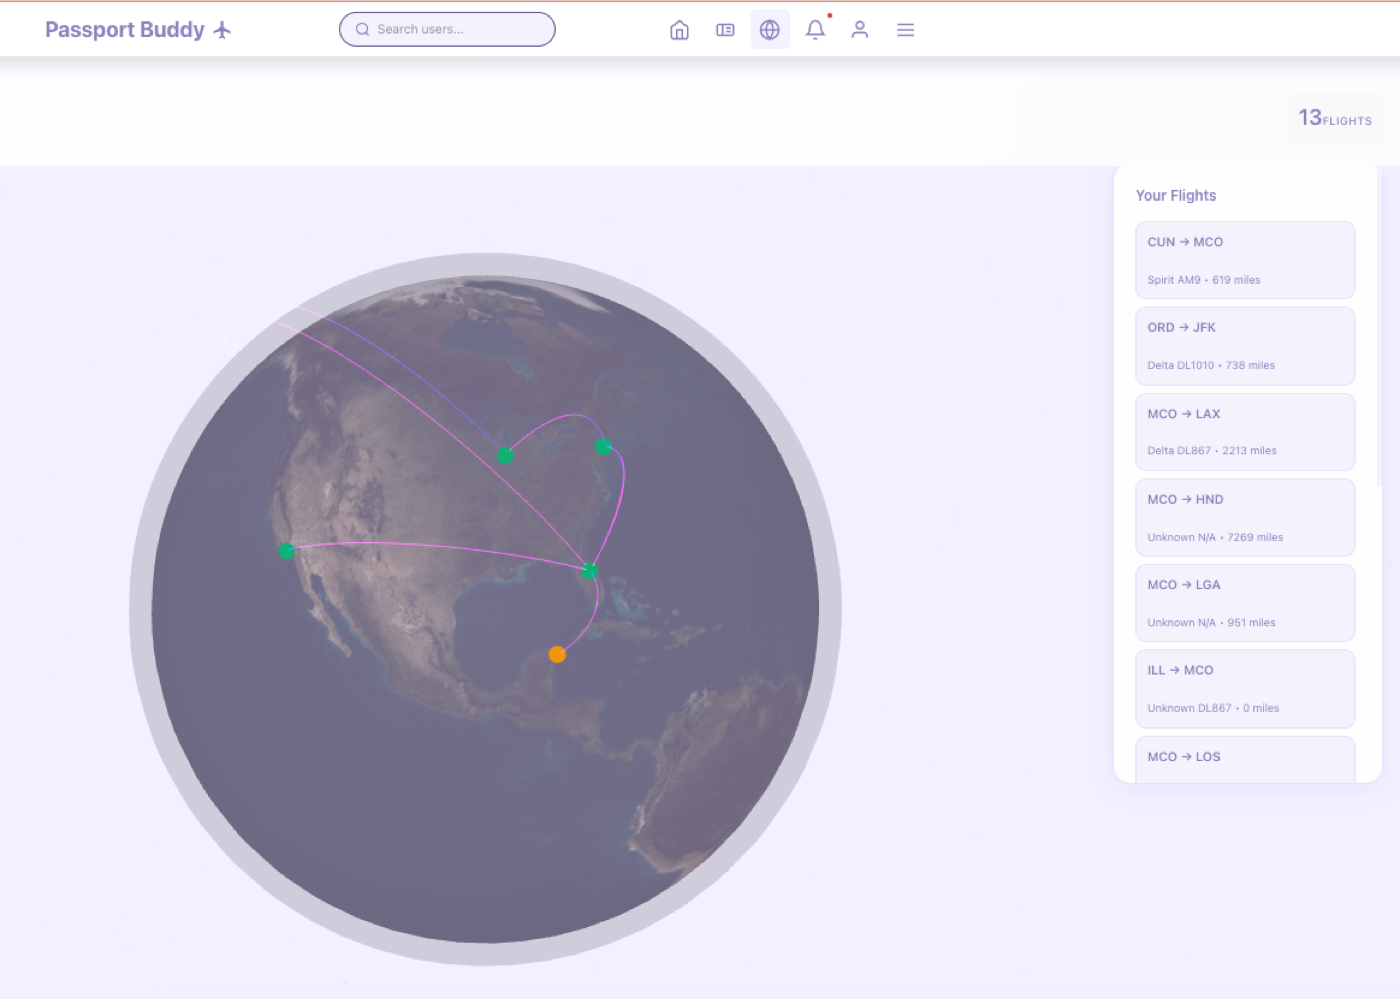 Passport Buddy
Search users...
13 FLIGHTS
Your Flights
CUN → MCO
Spirit AM9 • 619 miles
ORD → JFK
Delta DL1010 • 738 miles
MCO → LAX
Delta DL867 • 2213 miles
MCO → HND
Unknown N/A • 7269 miles
MCO → LGA
Unknown N/A • 951 miles
ILL → MCO
Unknown DL867 • 0 miles
MCO → LOS